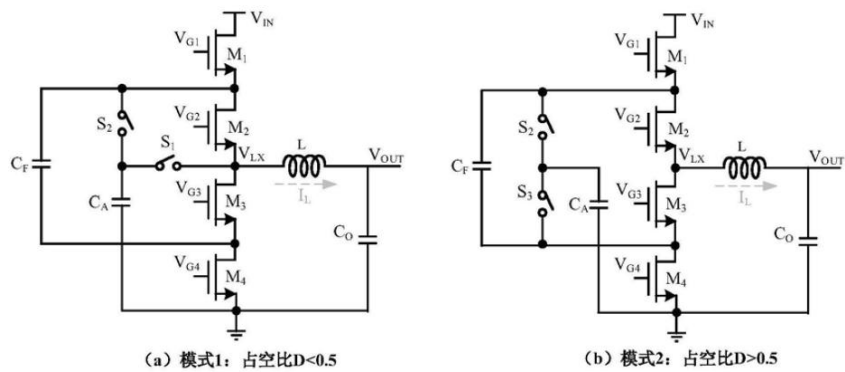 V_IN
V_G1
M_1
V_G2
M_2
S_2
S_1
V_LX
L
V_OUT
C_F
I_L
C_A
V_G3
M_3
C_O
V_G4
M_4
(a)模式1:占空比D<0.5
V_IN
V_G1
M_1
V_G2
M_2
S_2
V_LX
L
V_OUT
C_F
I_L
S_3
C_A
V_G3
M_3
C_O
V_G4
M_4
(b)模式2:占空比D>0.5